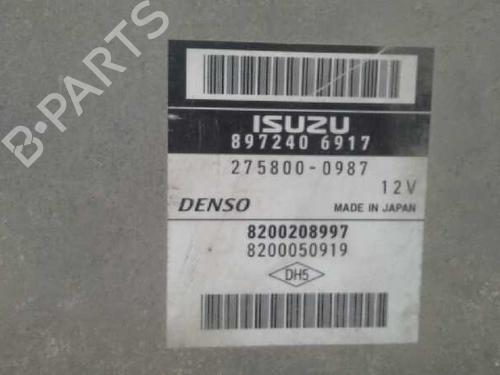 B-PARTS
ISUZU
897240 6917
275800-0987
12V
DENSO
MADE IN JAPAN
8200208997
8200050919
DH5